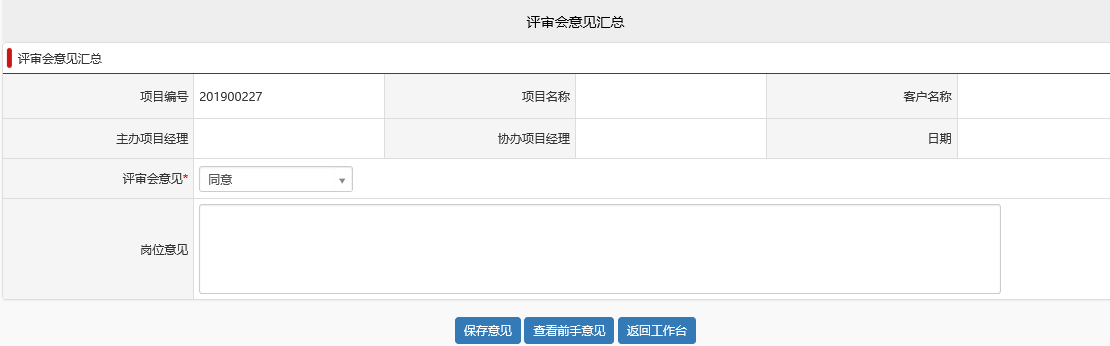 评审会意见汇总
评审会意见汇总
项目编号 201900227 项目名称 客户名称
主办项目经理 协办项目经理 日期
评审会意见* 同意
岗位意见
保存意见 查看前手意见 返回工作台